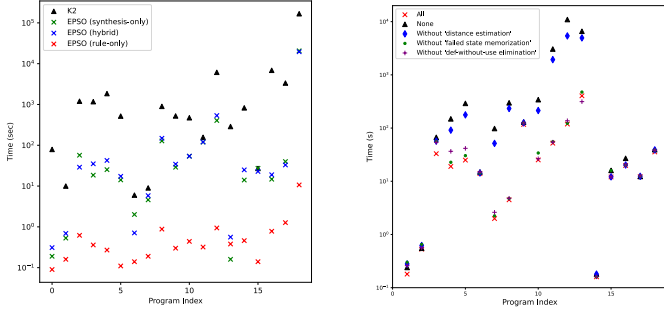 K2
EPSO (synthesis-only)
EPSO (hybrid)
EPSO (rule-only)
Time (sec)
10^5
10^4
10^3
10^2
10^1
10^0
10^-1
0 5 10 15
Program Index
All
None
Without 'distance estimation'
Without 'failed state memorization'
Without 'def-without-use elimination'
Time (s)
10^4
10^3
10^2
10^1
10^0
10^-1
0 5 10 15
Program Index